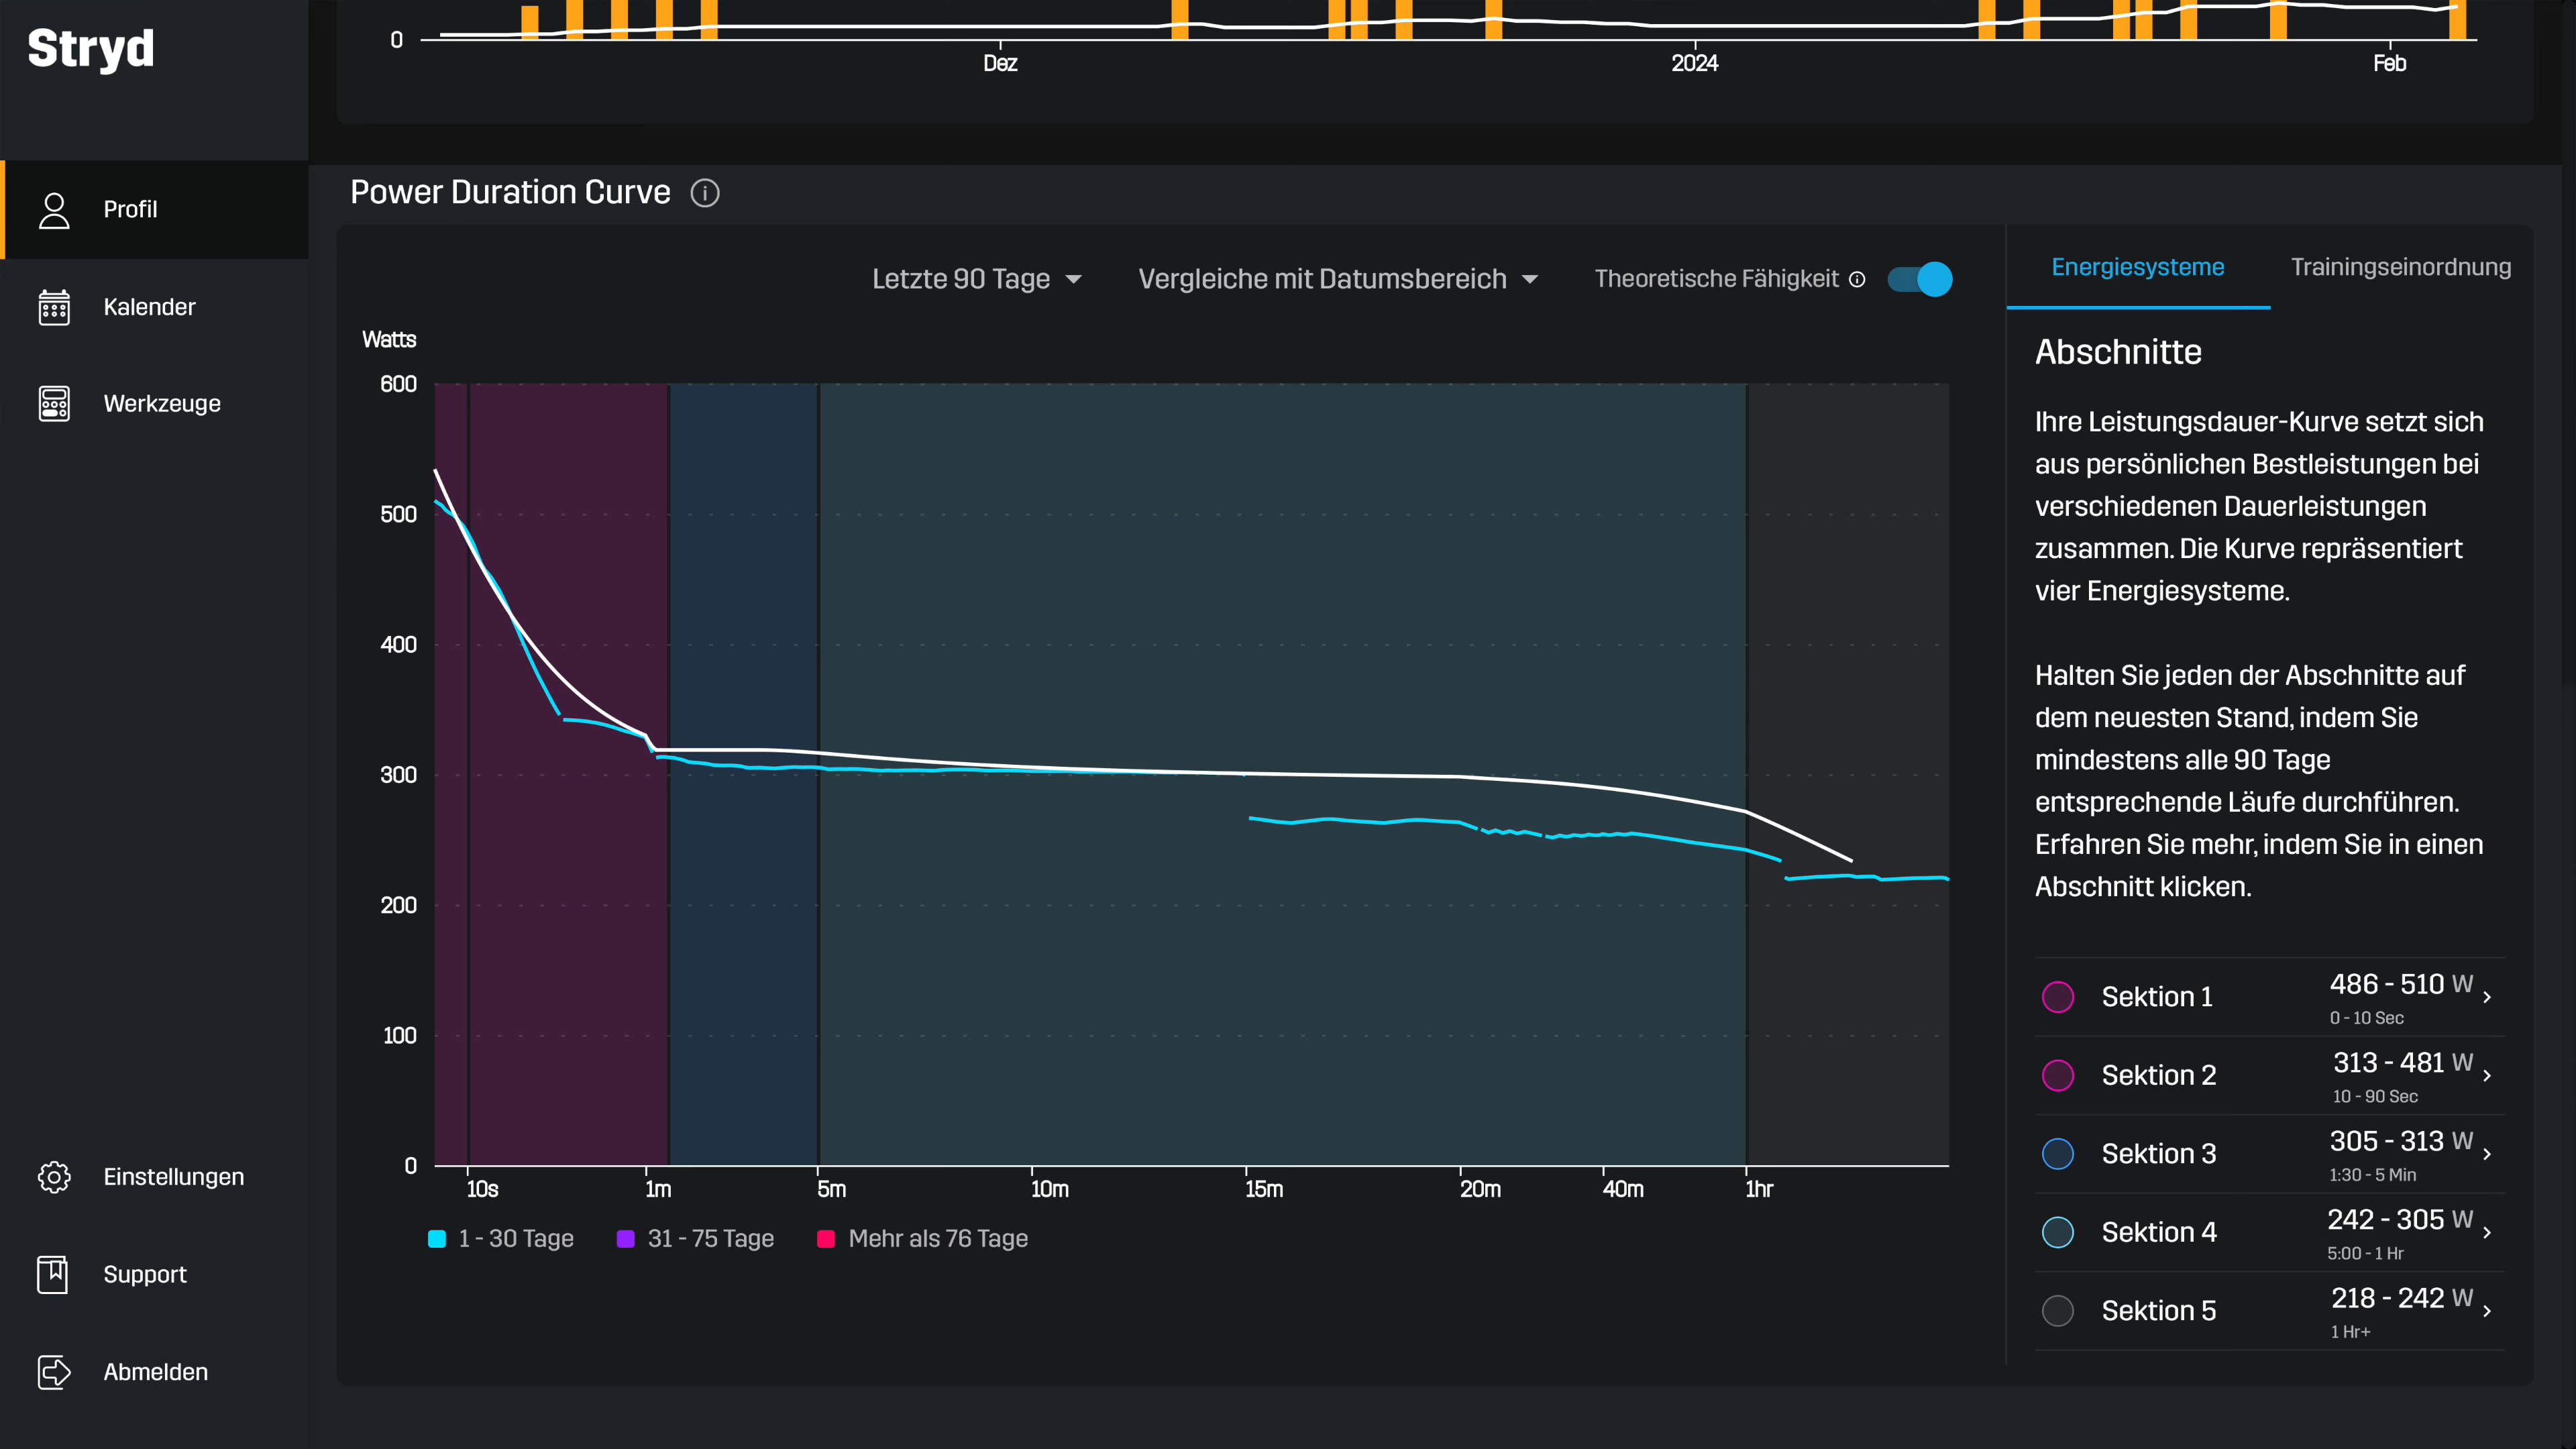 Stryd
0
Dez
2024
Feb
Profil
Kalender
Werkzeuge
Einstellungen
Support
Abmelden
Power Duration Curve
Letzte 90 Tage
Vergleiche mit Datumsbereich
Theoretische Fähigkeit
Watts
600
500
400
300
200
100
0
10s
1m
5m
10m
15m
20m
40m
1hr
1 - 30 Tage
31 - 75 Tage
Mehr als 76 Tage
Energiesysteme
Trainingseinordnung
Abschnitte
Ihre Leistungsdauer-Kurve setzt sich
aus persönlichen Bestleistungen bei
verschiedenen Dauerleistungen
zusammen. Die Kurve repräsentiert
vier Energiesysteme.
Halten Sie jeden der Abschnitte auf
dem neuesten Stand, indem Sie
mindestens alle 90 Tage
entsprechende Läufe durchführen.
Erfahren Sie mehr, indem Sie in einen
Abschnitt klicken.
Sektion 1
486 - 510 W
0 - 10 Sec
Sektion 2
313 - 481 W
10 - 90 Sec
Sektion 3
305 - 313 W
1:30 - 5 Min
Sektion 4
242 - 305 W
5:00 - 1 Hr
Sektion 5
218 - 242 W
1 Hr+